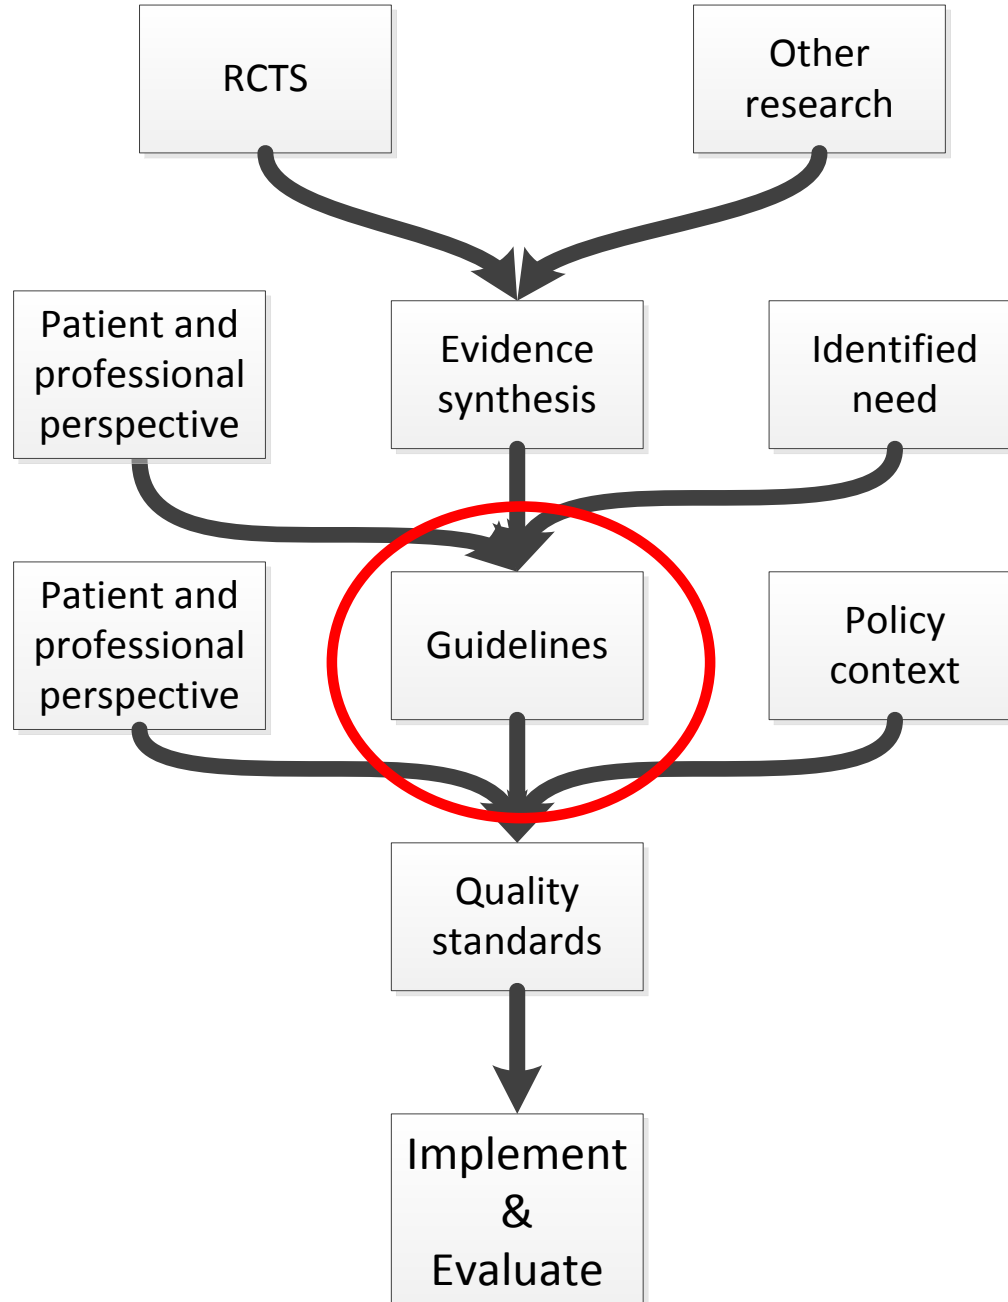 RCTS
Other
research
Patient and
professional
perspective
Evidence
synthesis
Identified
need
Patient and
professional
perspective
Guidelines
Policy
context
Quality
standards
Implement
&
Evaluate